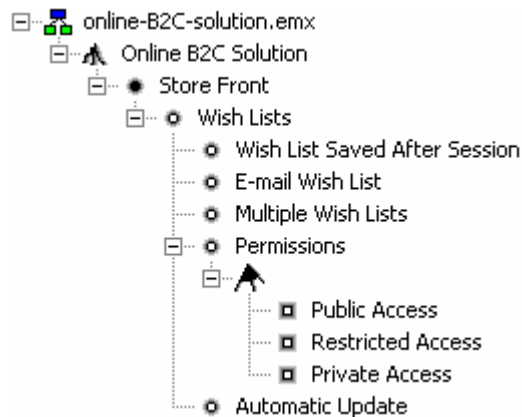 online-B2C-solution.emx
Online B2C Solution
Store Front
Wish Lists
Wish List Saved After Session
E-mail Wish List
Multiple Wish Lists
Permissions
Public Access
Restricted Access
Private Access
Automatic Update